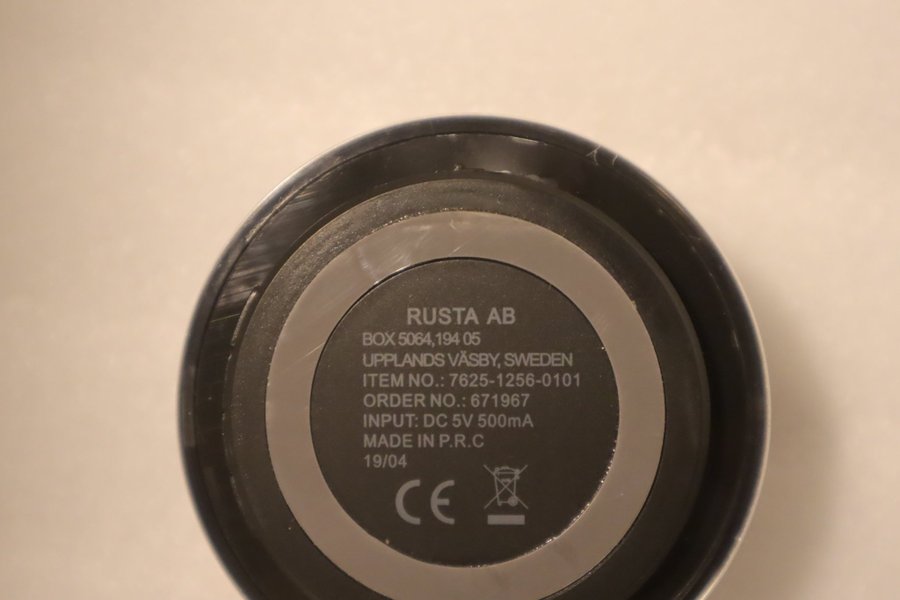 RUSTA AB
BOX 5064,194 05
UPPLANDS VÄSBY, SWEDEN
ITEM NO.: 7625-1256-0101
ORDER NO.: 671967
INPUT: DC 5V 500mA
MADE IN P.R.C
19/04
CE